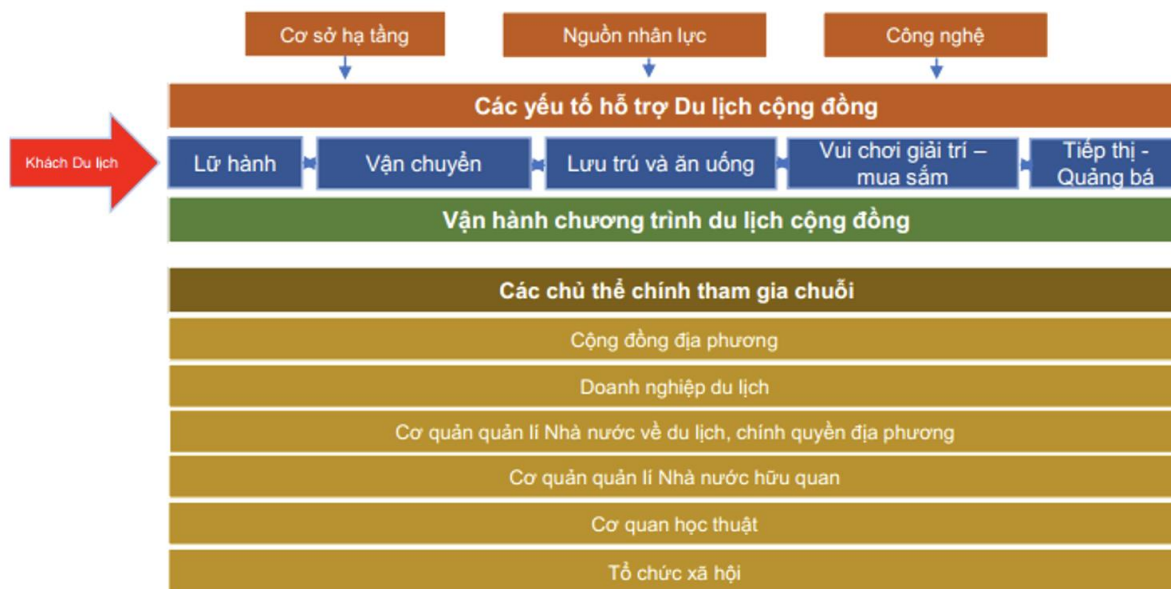 Cơ sở hạ tầng
Nguồn nhân lực
Công nghệ
Các yếu tố hỗ trợ Du lịch cộng đồng
Khách Du lịch
Lữ hành
Vận chuyển
Lưu trú và ăn uống
Vui chơi giải trí –
mua sắm
Tiếp thị -
Quảng bá
Vận hành chương trình du lịch cộng đồng
Các chủ thể chính tham gia chuỗi
Cộng đồng địa phương
Doanh nghiệp du lịch
Cơ quản quản lí Nhà nước về du lịch, chính quyền địa phương
Cơ quản quản lí Nhà nước hữu quan
Cơ quan học thuật
Tổ chức xã hội